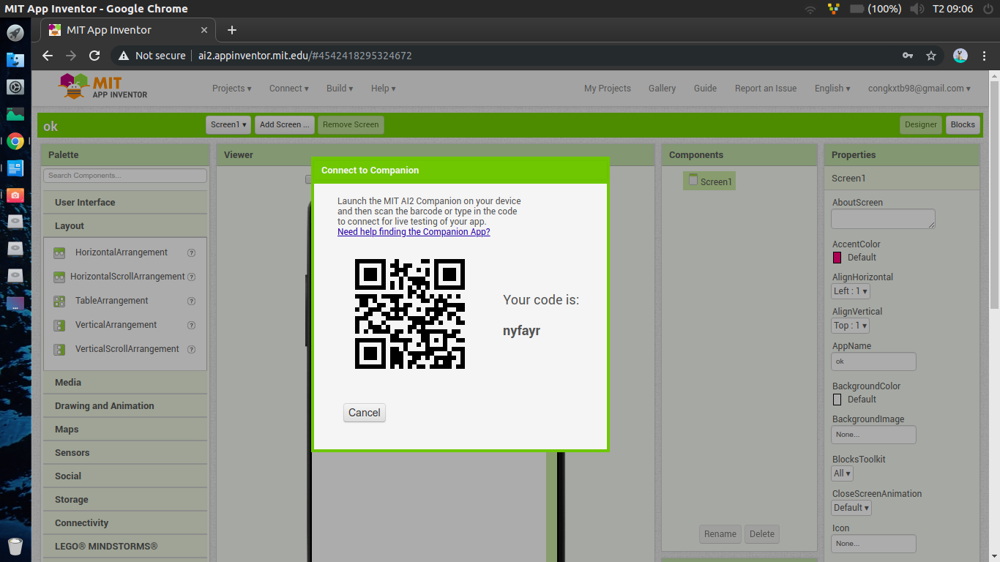 MIT App Inventor - Google Chrome
(100%)
T2 09:06
MIT App Inventor
Not secure
ai2.appinventor.mit.edu/#4542418295324672
MIT
APP INVENTOR
Projects ▾
Connect ▾
Build ▾
Help ▾
My Projects
Gallery
Guide
Report an Issue
English ▾
congkxtb98@gmail.com ▾
ok
Screen1 ▾
Add Screen ...
Remove Screen
Designer
Blocks
Palette
Search Components...
User Interface
Layout
HorizontalArrangement
HorizontalScrollArrangement
TableArrangement
VerticalArrangement
VerticalScrollArrangement
Media
Drawing and Animation
Maps
Sensors
Social
Storage
Connectivity
LEGO® MINDSTORMS®
Viewer
Connect to Companion
Launch the MIT AI2 Companion on your device
and then scan the barcode or type in the code
to connect for live testing of your app.
Need help finding the Companion App?
Your code is:
nyfayr
Cancel
Components
Screen1
Rename
Delete
Properties
Screen1
AboutScreen
AccentColor
Default
AlignHorizontal
Left : 1 ▾
AlignVertical
Top : 1 ▾
AppName
ok
BackgroundColor
Default
BackgroundImage
None...
BlocksToolkit
All ▾
CloseScreenAnimation
Default ▾
Icon
None...